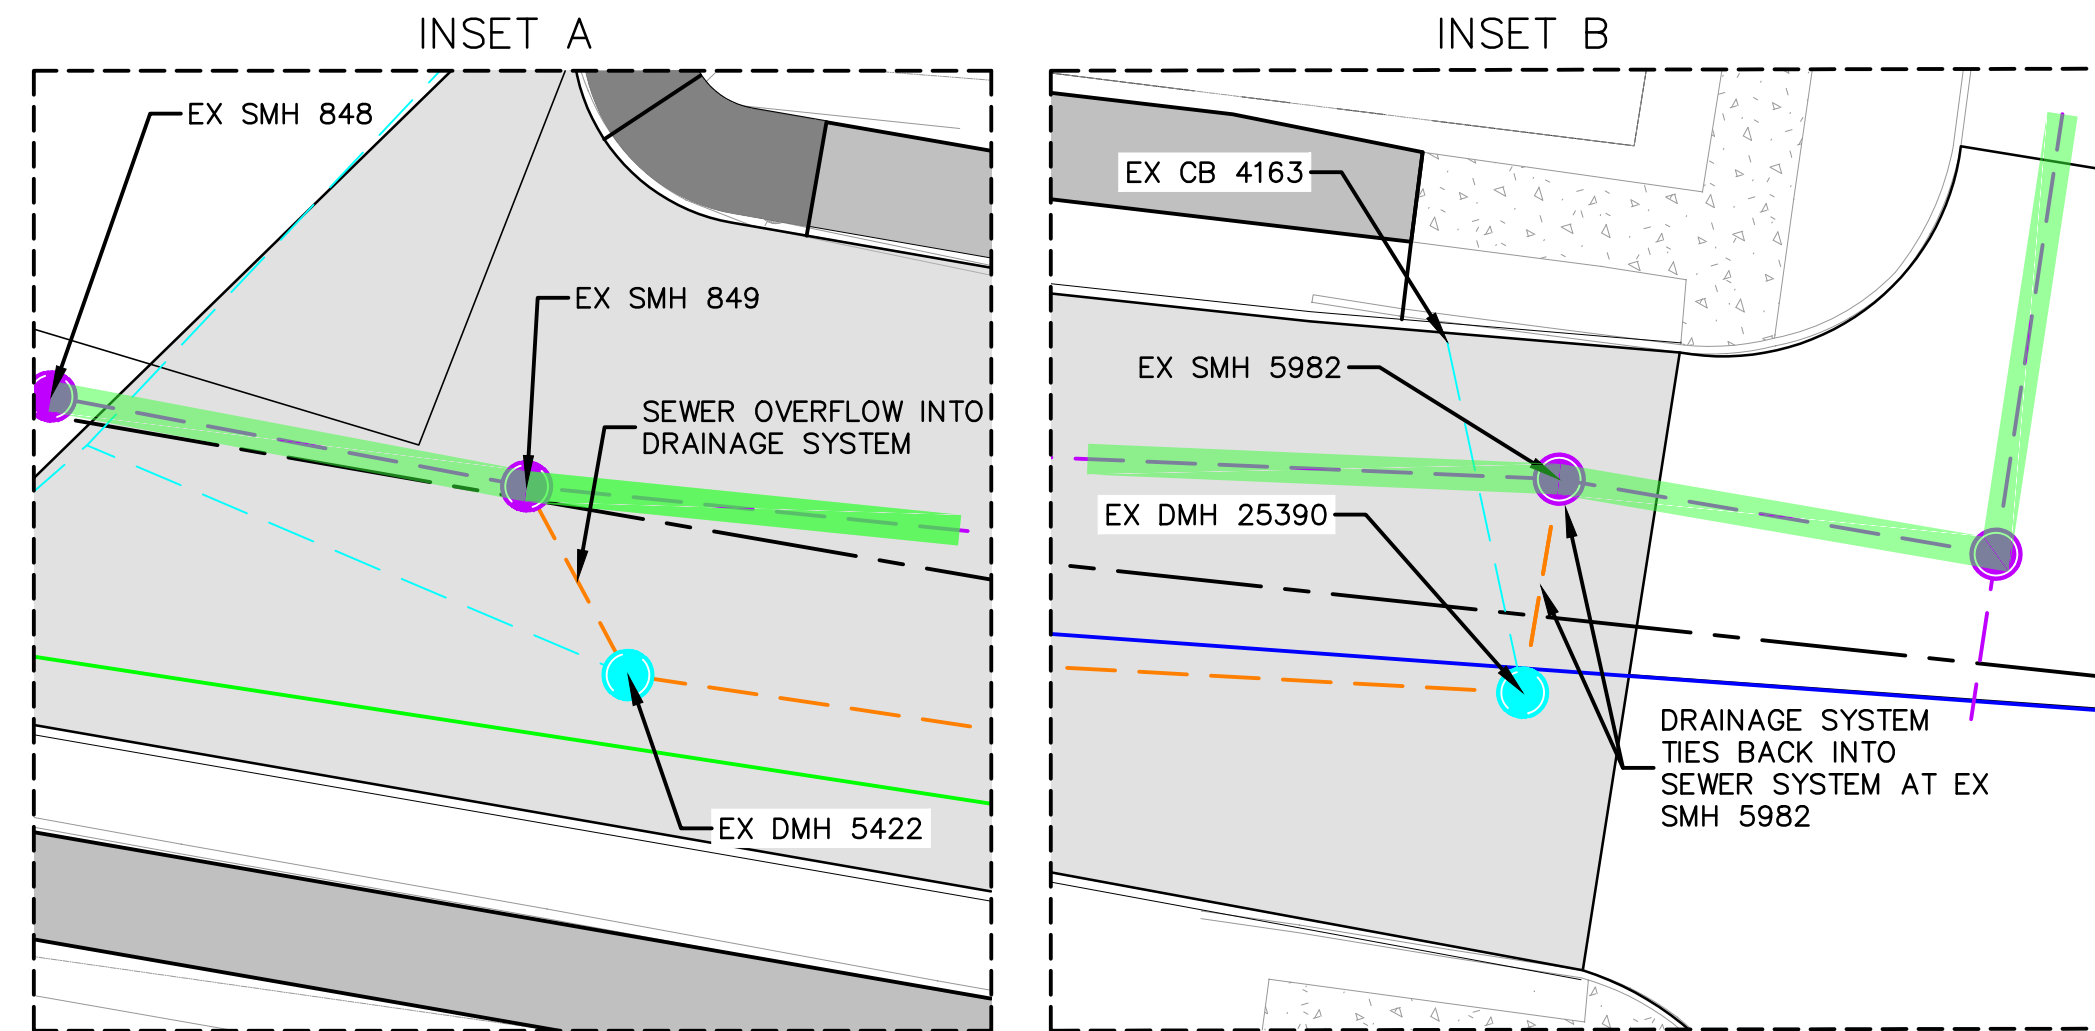 INSET A
EX SMH 848
EX SMH 849
SEWER OVERFLOW INTO
DRAINAGE SYSTEM
EX DMH 5422
INSET B
EX CB 4163
EX SMH 5982
EX DMH 25390
DRAINAGE SYSTEM
TIES BACK INTO
SEWER SYSTEM AT EX
SMH 5982